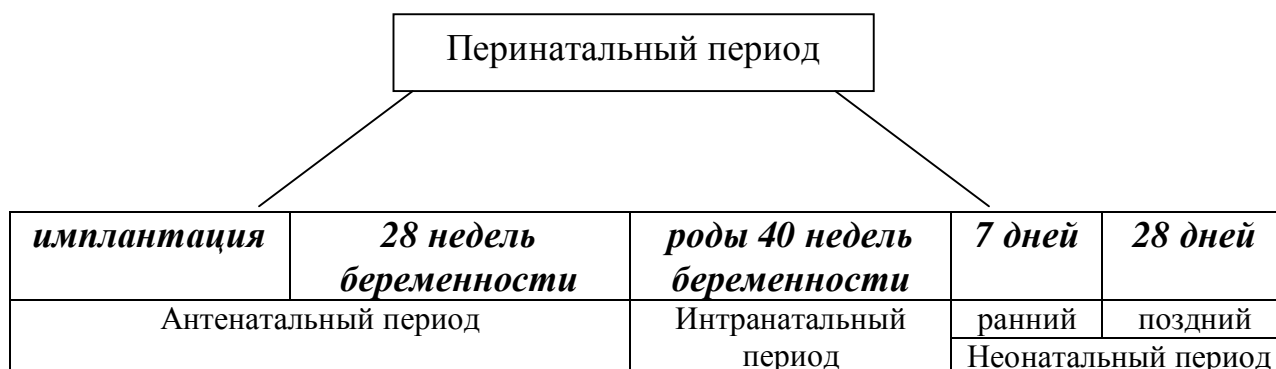 Перинатальный период
имплантация
28 недель
беременности
роды 40 недель
беременности
7 дней
28 дней
Антенатальный период
Интранатальный
период
ранний
поздний
Неонатальный период